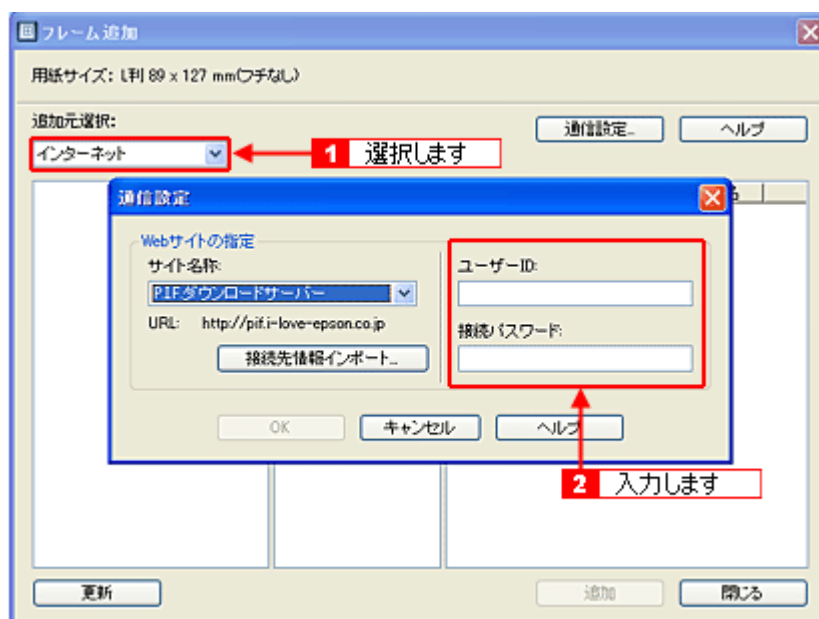 フレーム追加
用紙サイズ: L判 89 x 127 mm(フチなし)
追加元選択:
通信設定...
ヘルプ
インターネット
1 選択します
通信設定
Webサイトの指定
サイト名称:
PIFダウンロードサーバー
URL: http://pif.i-love-epson.co.jp
接続先情報インポート...
ユーザーID:
接続パスワード:
OK
キャンセル
ヘルプ
2 入力します
更新
追加
閉じる